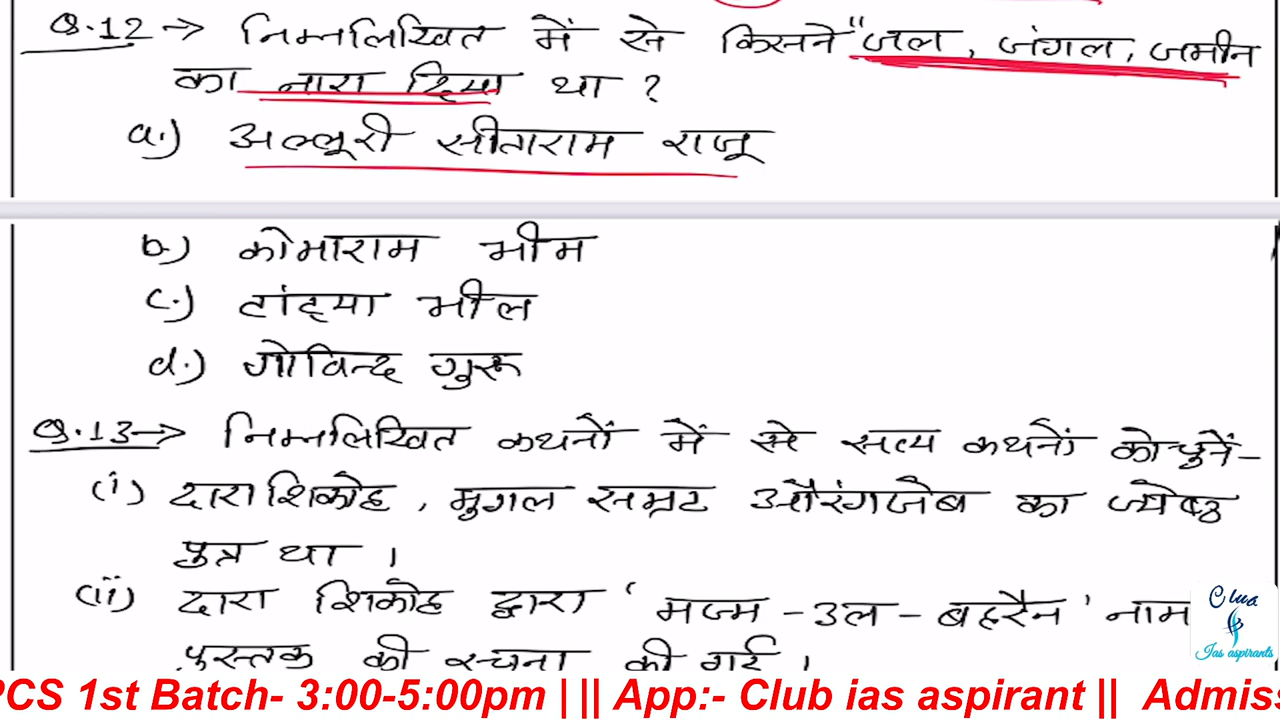 Q.12 → निम्नलिखित में से किसने "जल, जंगल, जमीन
का नारा दिया था ?
a.) अल्लूरी सीताराम राजू
b.) कोमाराम भीम
c.) टांट्या भील
d.) गोविन्द गुरू
Q.13 → निम्नलिखित कथनों में से सत्य कथनों को चुनें-
(i) दारा शिकोह, मुगल सम्राट औरंगजेब का ज्येष्ठ
पुत्र था ।
(ii) दारा शिकोह द्वारा 'मज्म-उल-बहरैन' नाम
पुस्तक की रचना की गई ।
Club
Ias aspirants
PCS 1st Batch- 3:00-5:00pm | || App:- Club ias aspirant || Admiss